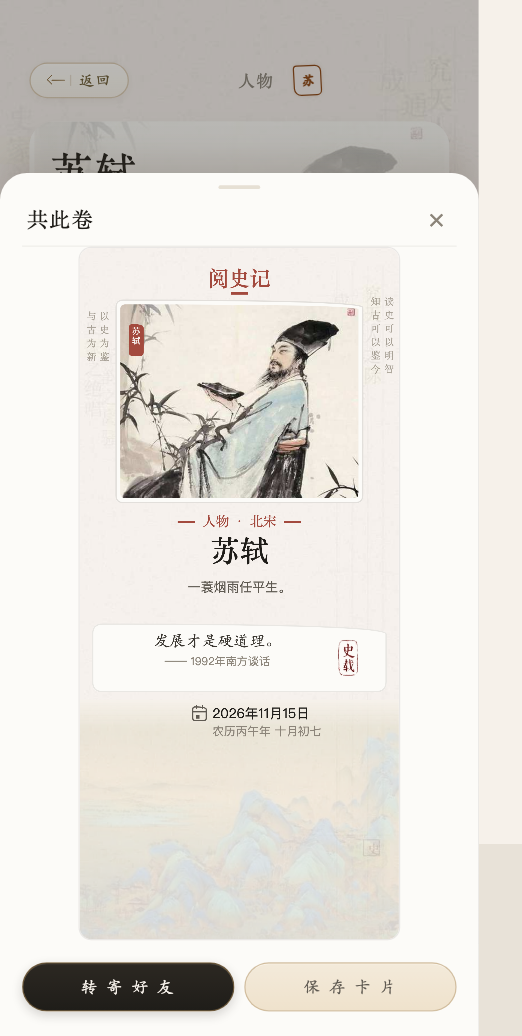 返回
人物
苏
苏轼
共此卷
阅史记
以史为鉴
与古为新
读史可以明智
知古可以鉴今
苏轼
人物 · 北宋
苏轼
一蓑烟雨任平生。
发展才是硬道理。
—— 1992年南方谈话
史载
2026年11月15日
农历丙午年 十月初七
转寄好友
保存卡片